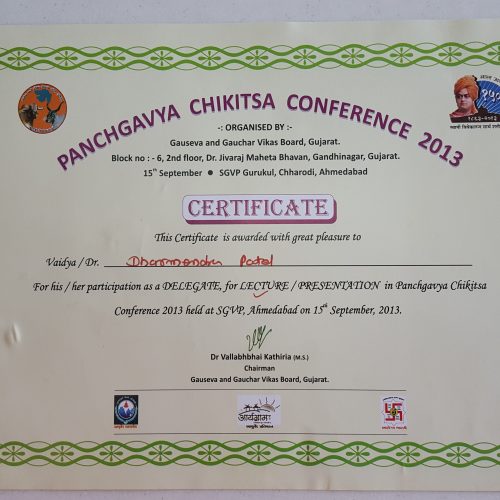 PANCHGAVYA CHIKITSA CONFERENCE 2013
-: ORGANISED BY :-
Gauseva and Gauchar Vikas Board, Gujarat.
Block no : - 6, 2nd floor, Dr. Jivaraj Maheta Bhavan, Gandhinagar, Gujarat.
15th September ● SGVP Gurukul, Chharodi, Ahmedabad
CERTIFICATE
This Certificate is awarded with great pleasure to
Vaidya / Dr. Dharmendra Patel
For his / her participation as a DELEGATE, for LECTURE / PRESENTATION in Panchgavya Chikitsa
Conference 2013 held at SGVP, Ahmedabad on 15th September, 2013.
Dr Vallabhbhai Kathiria (M.S.)
Chairman
Gauseva and Gauchar Vikas Board, Gujarat.